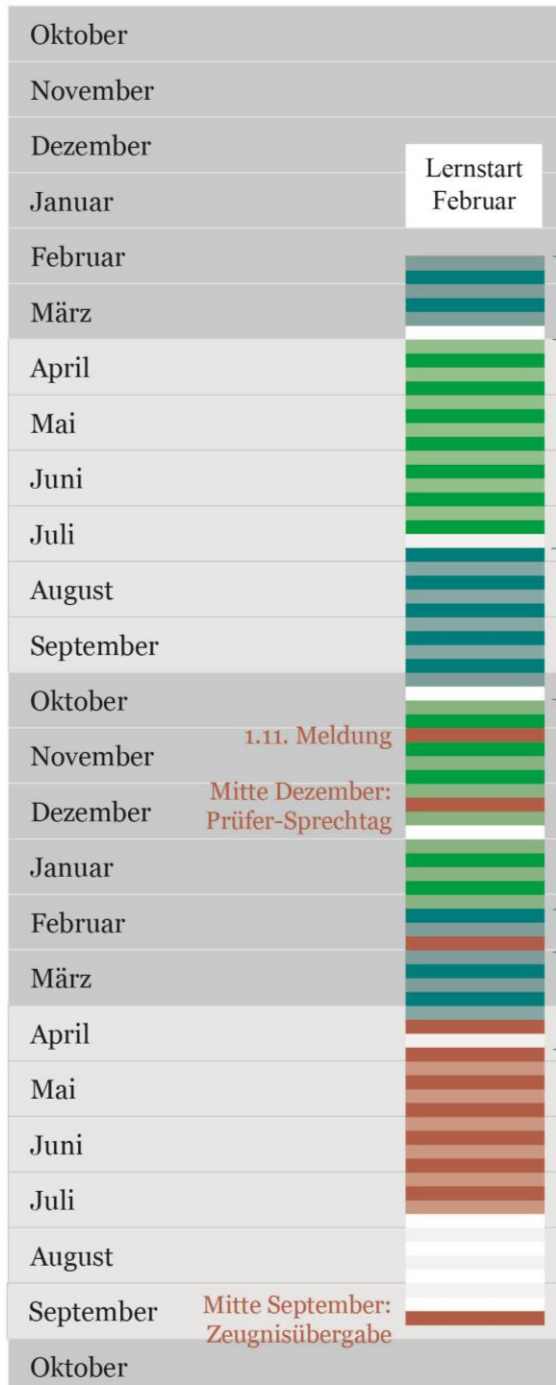 Oktober
November
Dezember
Lernstart
Februar
Januar
Februar
März
April
Mai
Juni
Juli
August
September
Oktober
1.11. Meldung
November
Mitte Dezember:
Prüfer-Sprechtag
Dezember
Januar
Februar
März
April
Mai
Juni
Juli
August
September
Mitte September:
Zeugnisübergabe
Oktober